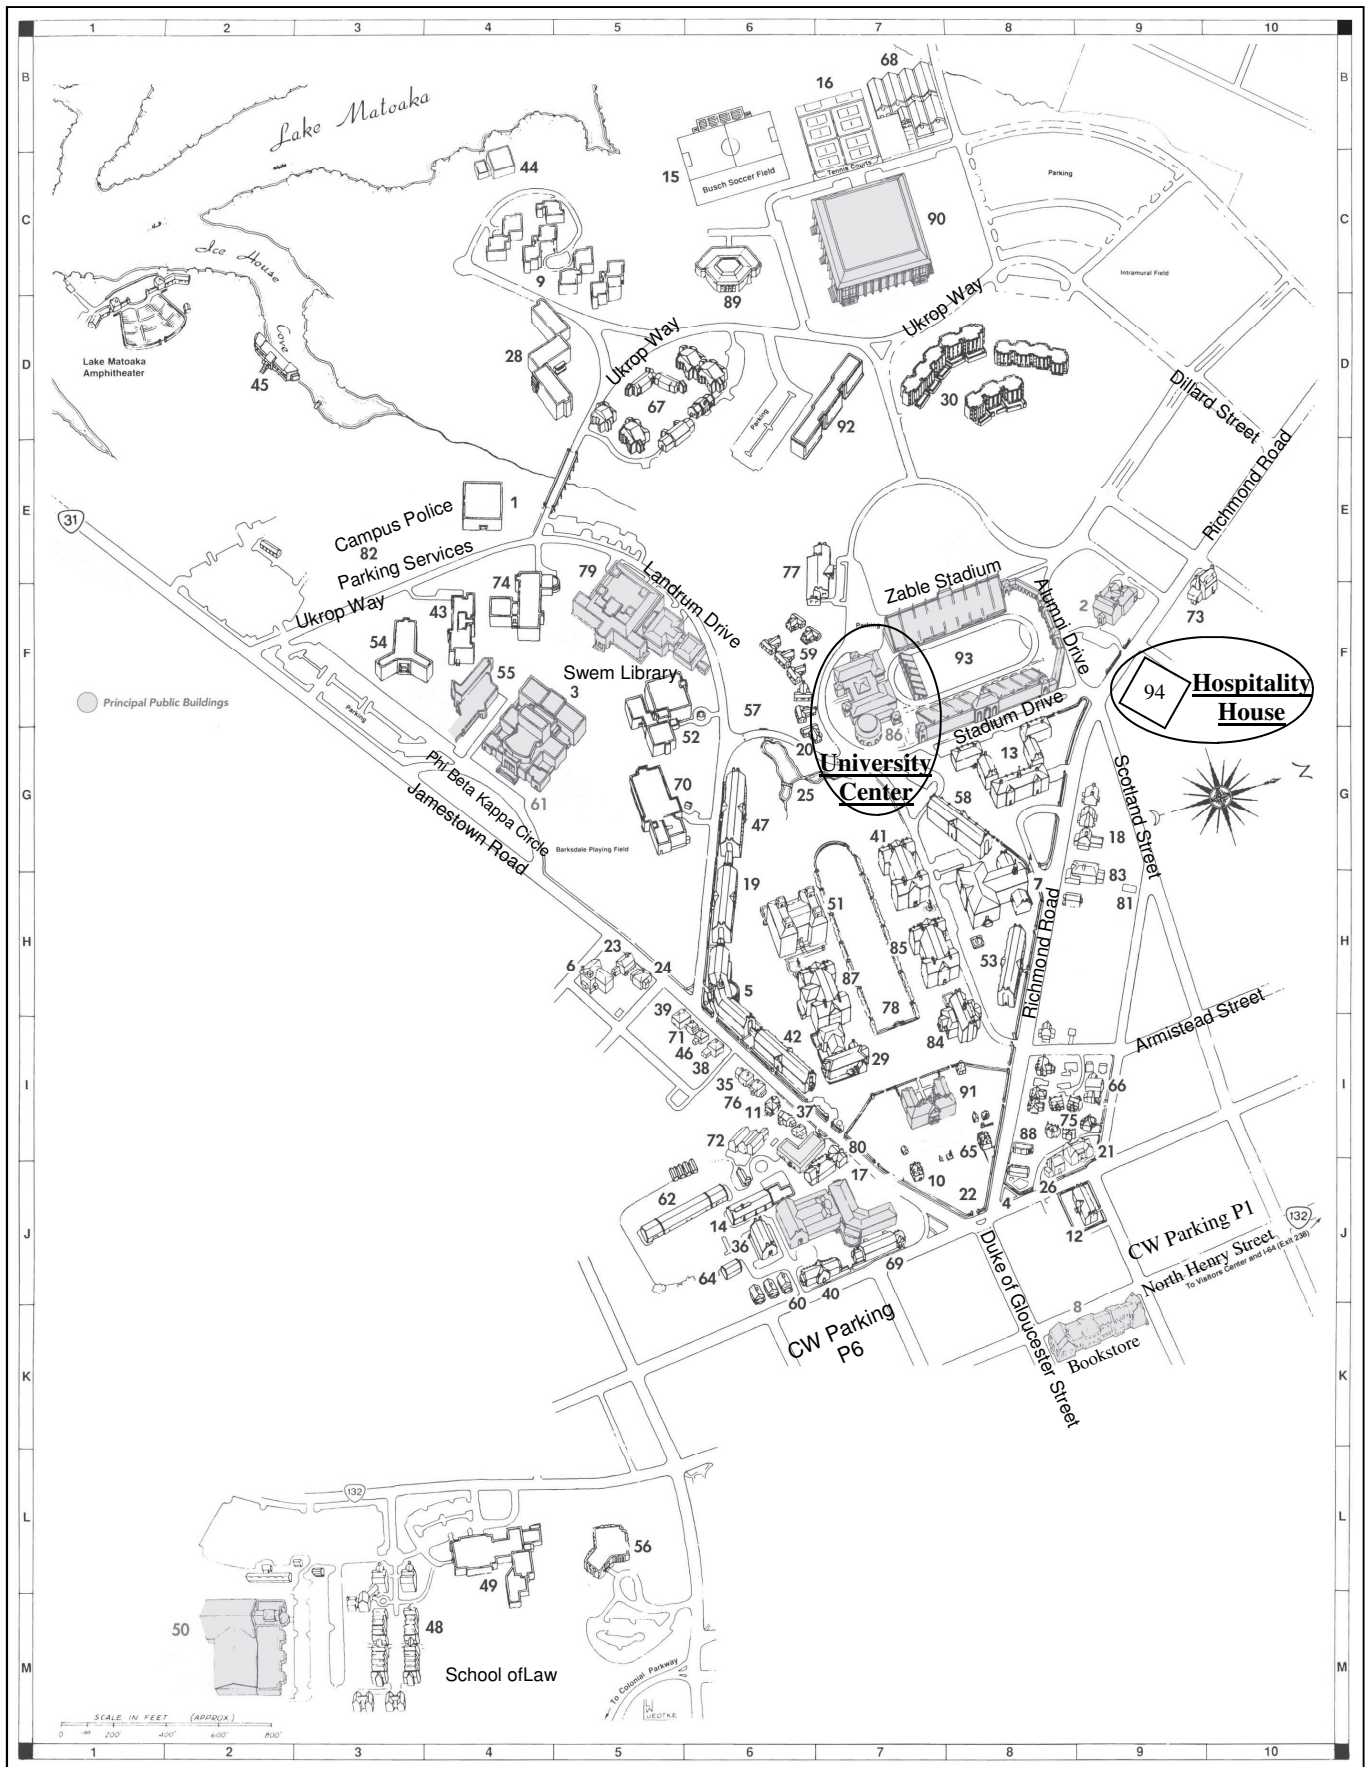 1 2 3 4 5 6 7 8 9 10
B
C
D
E
F
G
H
I
J
K
L
M
B
C
D
E
F
G
H
I
J
K
L
M
Lake Matoaka
44
15
Busch Soccer Field
16
Tennis Courts
68
Parking
90
Intramural Field
Ice House
Cove
Lake Matoaka
Amphitheater
45
9
89
28
Ukrop Way
67
Parking
92
Ukrop Way
30
Dillard Street
Richmond Road
31
1
Campus Police
82
Parking Services
Ukrop Way
74
43
54
55
79
Landrum Drive
77
Zable Stadium
Parking
93
Alumni Drive
2
73
59
Swem Library
3
Principal Public Buildings
Parking
52
57
20
86
University
Center
Stadium Drive
94
Hospitality
House
Phi Beta Kappa Circle
61
Jamestown Road
Barksdale Playing Field
70
47
25
13
58
41
Scotland Street
Z
18
83
81
7
19
51
85
53
Richmond Road
23
6
24
5
87
78
84
Armistead Street
39
71
46
38
42
29
35
76
11
37
91
66
75
88
21
72
80
17
65
10
22
4
26
62
14
36
64
60
40
69
12
CW Parking P1
North Henry Street
132
To Visitors Center and I-64 (Exit 238)
Duke of Gloucester Street
8
Bookstore
CW Parking
P6
132
49
56
50
48
School ofLaw
To Colonial Parkway
SCALE IN FEET (APPROX)
0 200' 400' 600' 800'
1 2 3 4 5 6 7 8 9 10